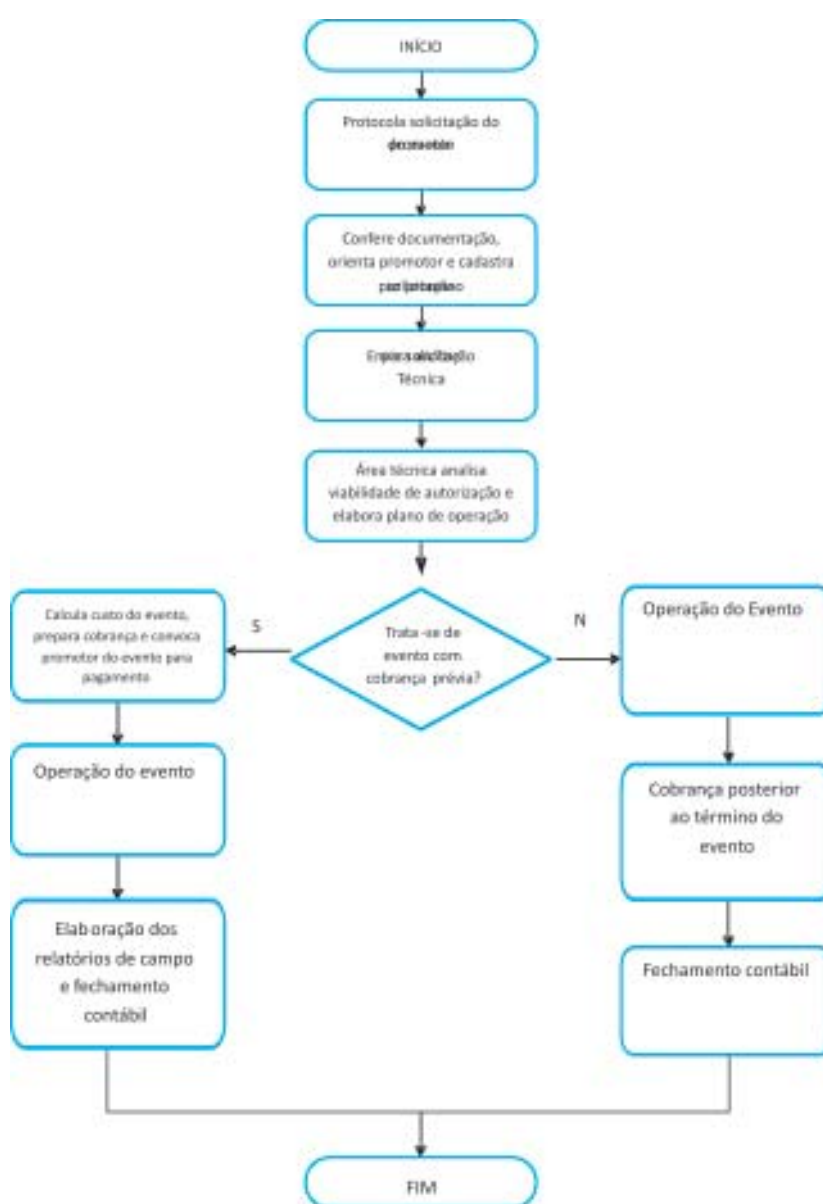 INÍCIO
Protocola solicitação do
Confere documentação,
orienta promotor e cadastra
Técnica
Área técnica analisa
viabilidade de autorização e
elabora plano de operação
Calcula custo do evento,
prepara cobrança e convoca
promotor do evento para
pagamento
S
Trata -se de
evento com
cobrança prévia?
N
Operação do Evento
Operação do evento
Cobrança posterior
ao término do
evento
Elaboração dos
relatórios de campo
e fechamento
contábil
Fechamento contábil
FIM